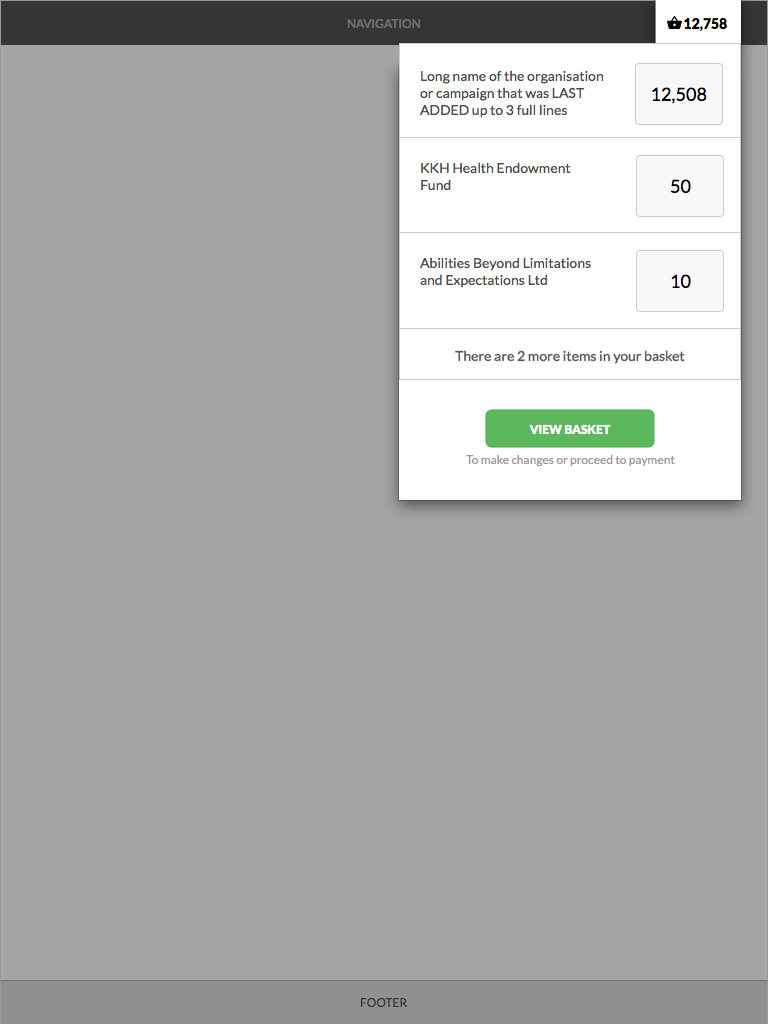 NAVIGATION
12,758
Long name of the organisation
or campaign that was LAST
ADDED up to 3 full lines
12,508
KKH Health Endowment
Fund
50
Abilities Beyond Limitations
and Expectations Ltd
10
There are 2 more items in your basket
VIEW BASKET
To make changes or proceed to payment
FOOTER